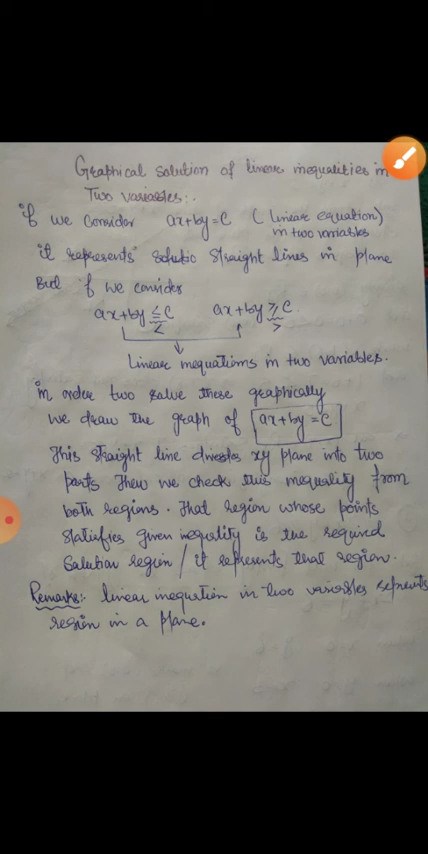 Graphical solution of linear inequalities in
Two variables:.
if we consider ax+by=C (linear equation)
in two variables
it represents straight lines in plane
But if we consider
ax+by ≤ C ax+by ≥ C
< >
Linear inequations in two variables.
in order two solve these graphically
we draw the graph of ax+by=C
This straight line divides xy plane into two
parts then we check this inequality from
both regions. That region whose points
statisfies given inequality is the required
Solution region / it represents that region.
Remarks:- linear inequation in two variables represents
region in a plane.